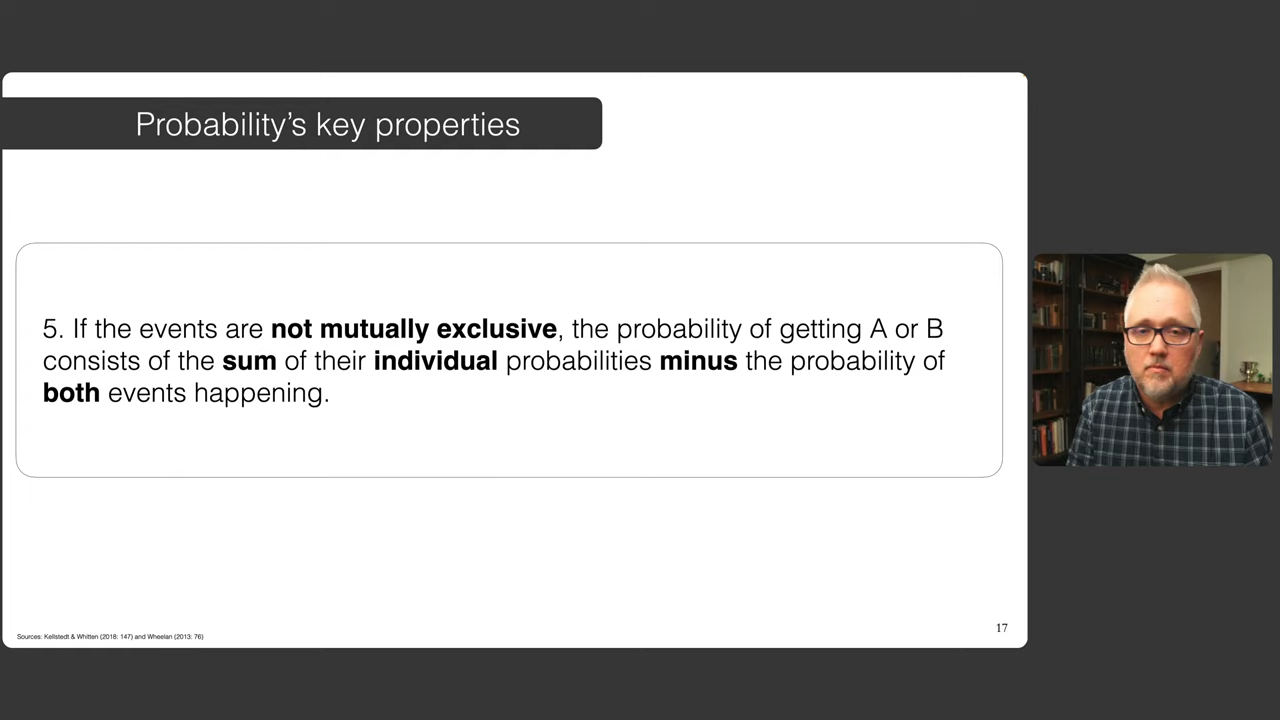 Probability’s key properties
5. If the events are not mutually exclusive, the probability of getting A or B
consists of the sum of their individual probabilities minus the probability of
both events happening.
Sources: Kellstedt & Whitten (2018: 147) and Wheelan (2013: 76)
17